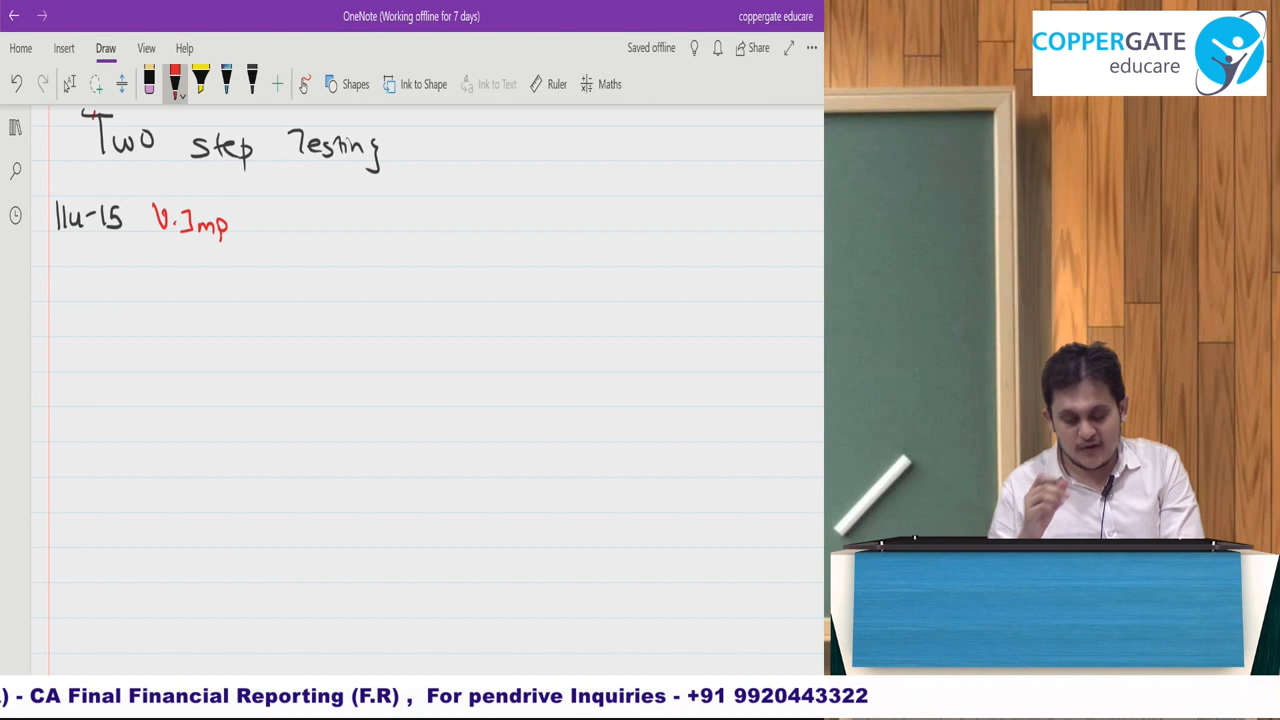 OneNote (Working offline for 7 days)
coppergate educare
Home Insert Draw View Help
Saved offline Share
Shapes Ink to Shape Ink to Text Ruler Maths
Two step Testing
Ilu-15 V.Imp
COPPERGATE
educare
) - CA Final Financial Reporting (F.R) , For pendrive Inquiries - +91 9920443322